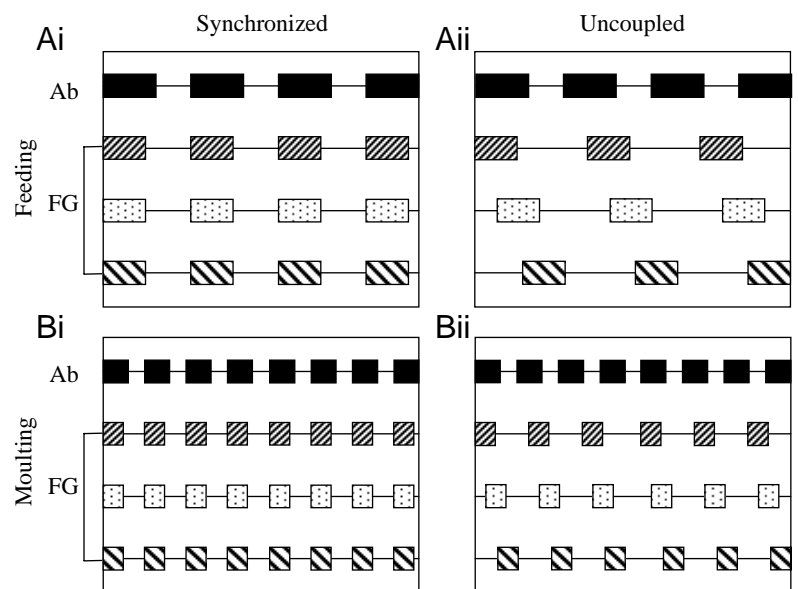 Synchronized
Uncoupled
Ai
Aii
Ab
Feeding
FG
Bi
Bii
Ab
Moulting
FG